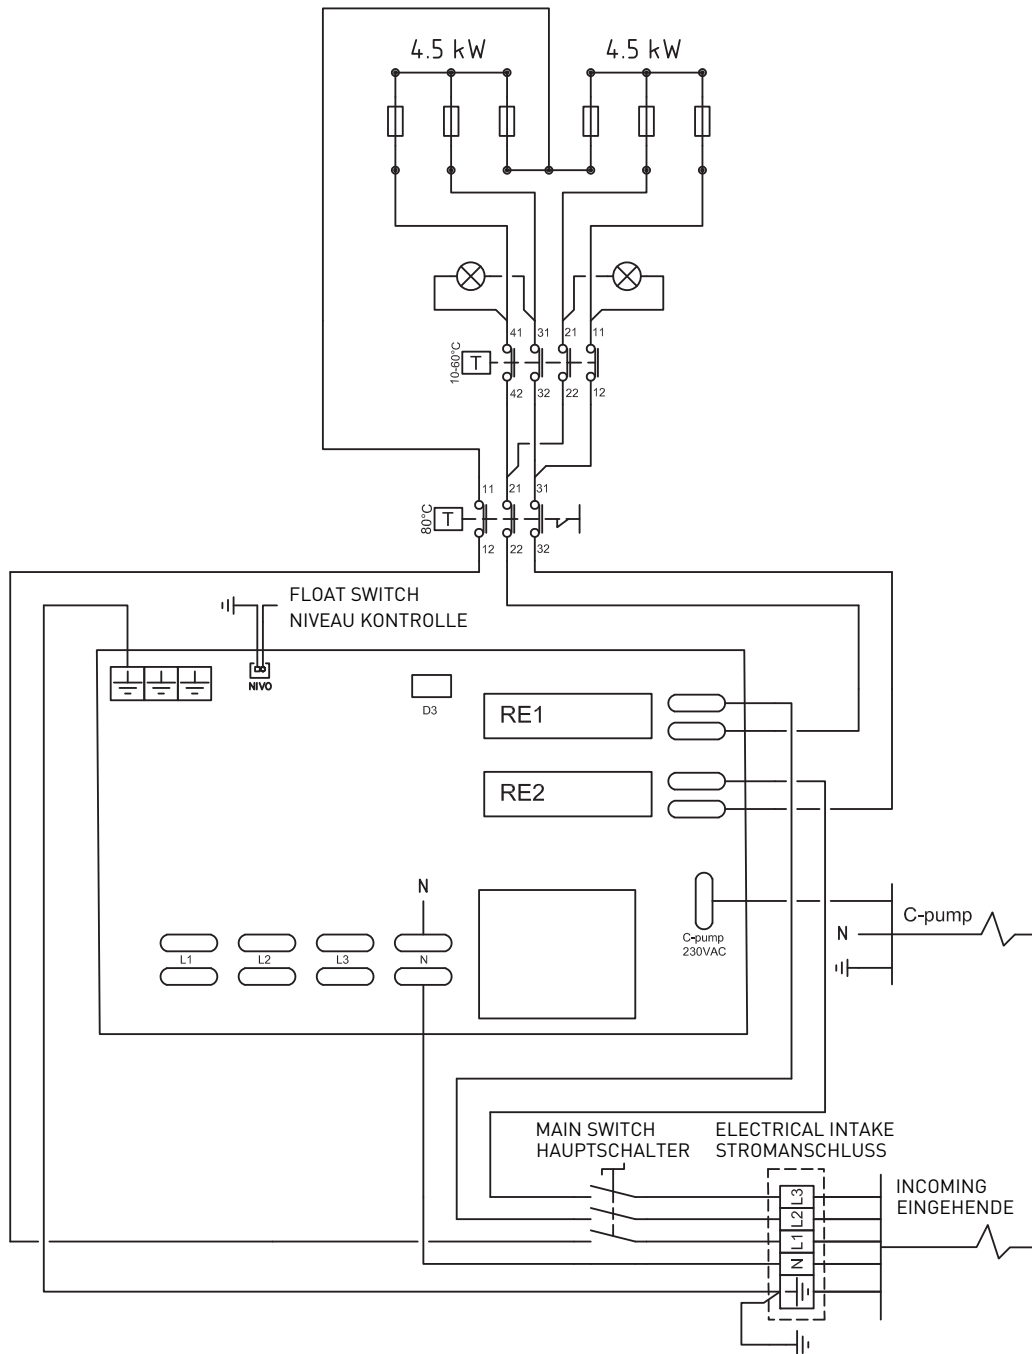 4.5 kW 4.5 kW
41 31 21 11
10-60°C T
42 32 22 12
11 21 31
80°C T
12 22 32
FLOAT SWITCH
NIVEAU KONTROLLE
NIVO
D3
RE1
RE2
N
L1 L2 L3 N
C-pump
230VAC
C-pump
N
MAIN SWITCH
HAUPTSCHALTER
ELECTRICAL INTAKE
STROMANSCHLUSS
INCOMING
EINGEHENDE
L3
L2
L1
N